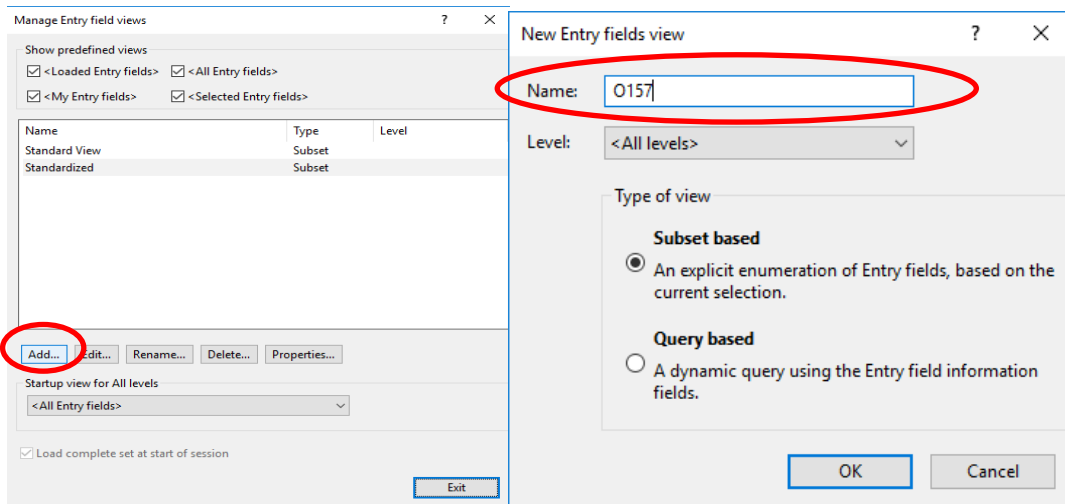 Manage Entry field views ? ×
Show predefined views
<Loaded Entry fields> <All Entry fields>
<My Entry fields> <Selected Entry fields>
Name Type Level
Standard View Subset
Standardized Subset
Add... Edit... Rename... Delete... Properties...
Startup view for All levels
<All Entry fields>
Load complete set at start of session
Exit
New Entry fields view ? ×
Name: O157
Level: <All levels>
Type of view
Subset based
An explicit enumeration of Entry fields, based on the
current selection.
Query based
A dynamic query using the Entry field information
fields.
OK Cancel